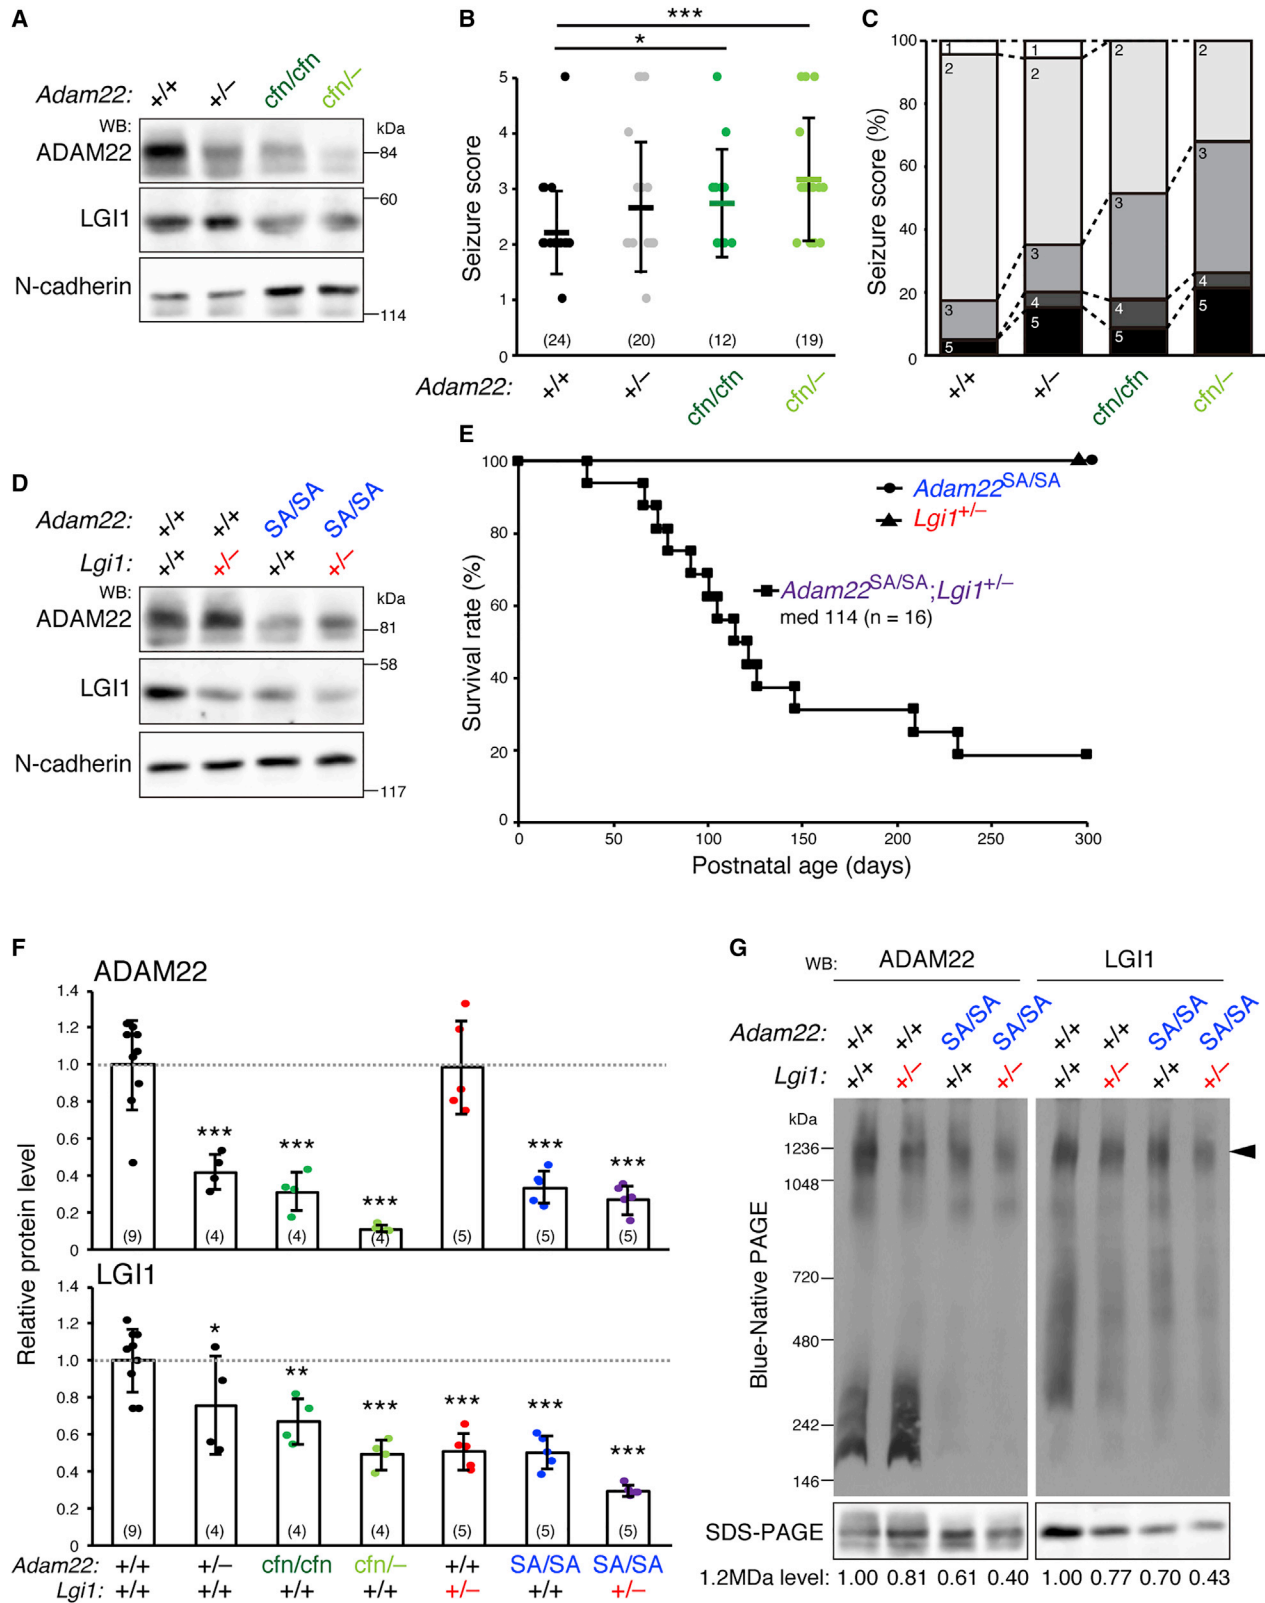 A
Adam22: +/+ +/– cfn/cfn cfn/–
WB: kDa
ADAM22 84
60
LGI1
N-cadherin
114
B
***
*
Seizure score
5
4
3
2
1
0
(24) (20) (12) (19)
Adam22: +/+ +/– cfn/cfn cfn/–
C
Seizure score (%)
100
80
60
40
20
0
1 1 2 2
2 2 3
3 3 3 4
5 4 4 5
5 5
+/+ +/– cfn/cfn cfn/–
D
Adam22: +/+ +/+ SA/SA SA/SA
Lgi1: +/+ +/– +/+ +/–
WB: kDa
ADAM22 81
58
LGI1
N-cadherin
117
E
Survival rate (%)
100
80
60
40
20
0
Adam22SA/SA
Lgi1+/–
Adam22SA/SA;Lgi1+/–
med 114 (n = 16)
0 50 100 150 200 250 300
Postnatal age (days)
F
Relative protein level
ADAM22
1.4
1.2
1.0
0.8
0.6
0.4
0.2
0
*** *** *** *** ***
(9) (4) (4) (4) (5) (5) (5)
LGI1
1.4
1.2
1.0
0.8
0.6
0.4
0.2
0
* ** *** *** *** ***
(9) (4) (4) (4) (5) (5) (5)
Adam22: +/+ +/– cfn/cfn cfn/– +/+ SA/SA SA/SA
Lgi1: +/+ +/+ +/+ +/+ +/– +/+ +/–
G
WB: ADAM22 LGI1
Adam22: +/+ +/+ SA/SA SA/SA +/+ +/+ SA/SA SA/SA
Lgi1: +/+ +/– +/+ +/– +/+ +/– +/+ +/–
kDa
1236
1048
720
480
242
146
Blue-Native PAGE
SDS-PAGE
1.2MDa level: 1.00 0.81 0.61 0.40 1.00 0.77 0.70 0.43